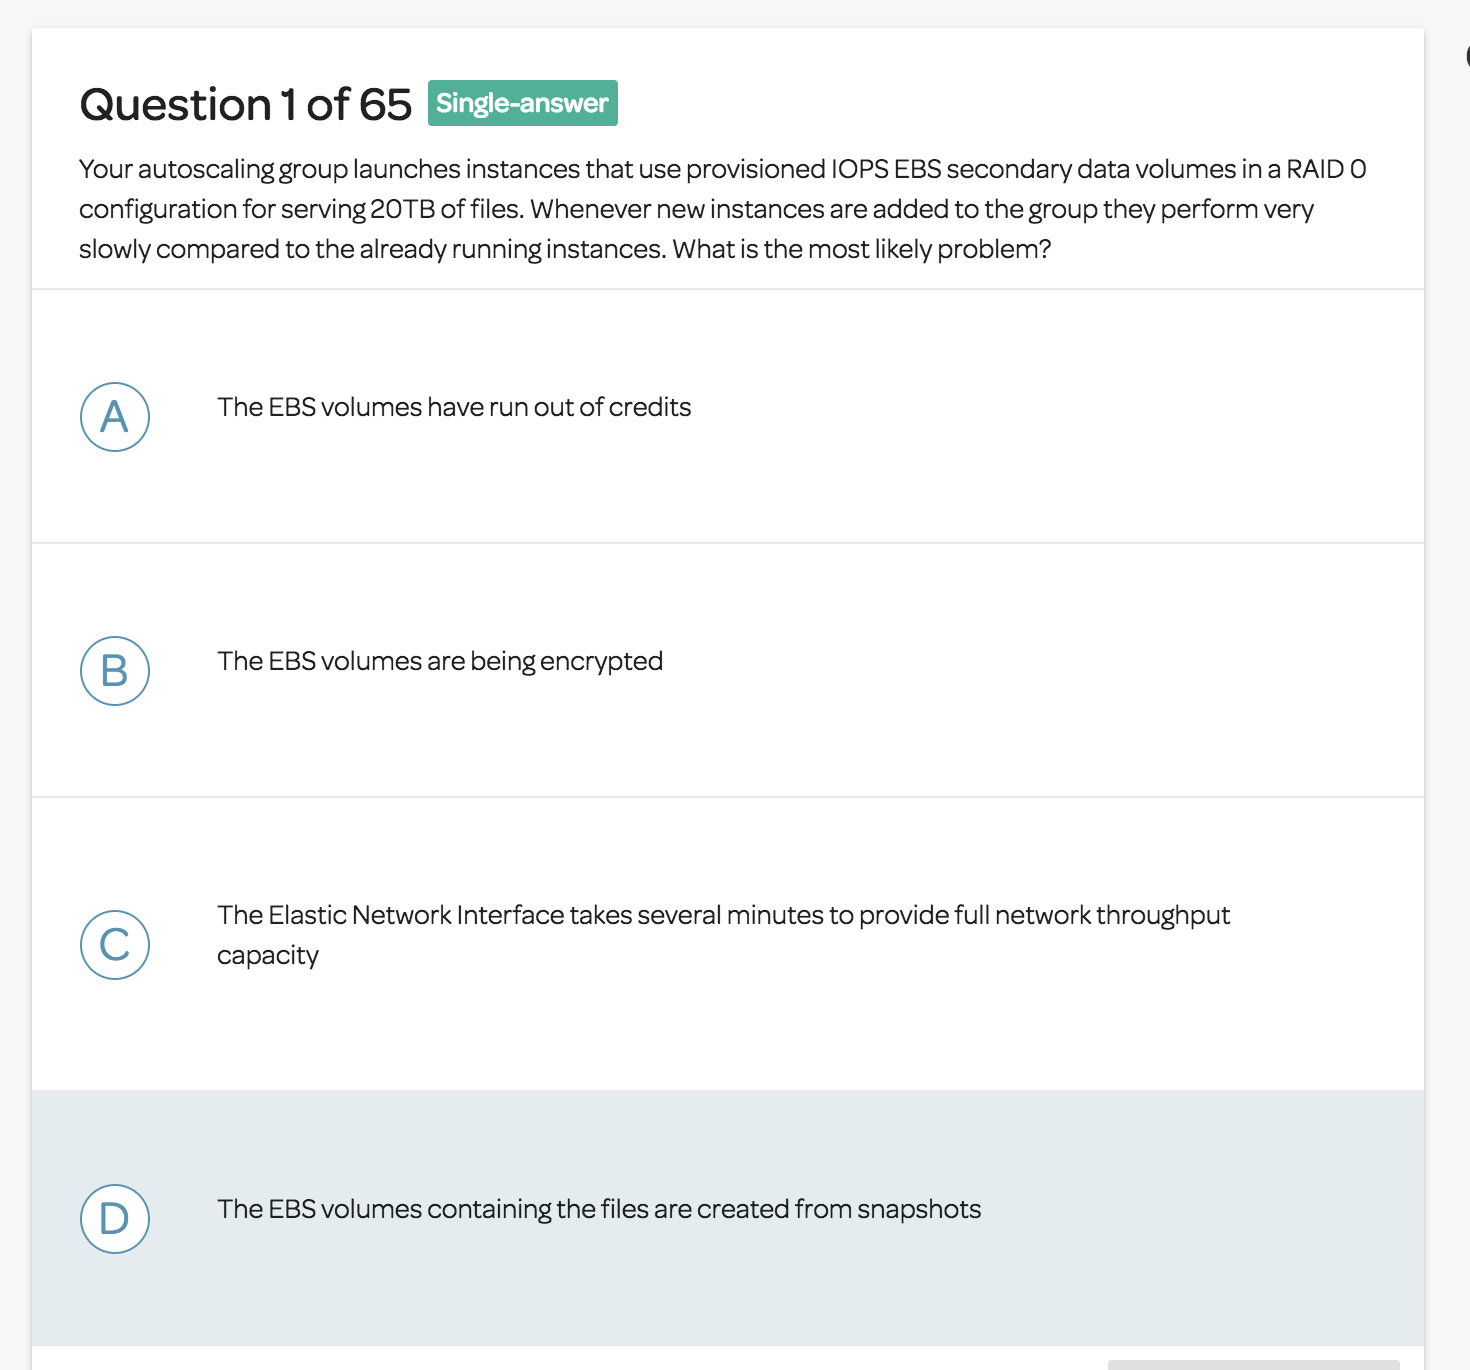 Question 1 of 65 Single-answer
Your autoscaling group launches instances that use provisioned IOPS EBS secondary data volumes in a RAID 0
configuration for serving 20TB of files. Whenever new instances are added to the group they perform very
slowly compared to the already running instances. What is the most likely problem?
A The EBS volumes have run out of credits
B The EBS volumes are being encrypted
C The Elastic Network Interface takes several minutes to provide full network throughput
capacity
D The EBS volumes containing the files are created from snapshots